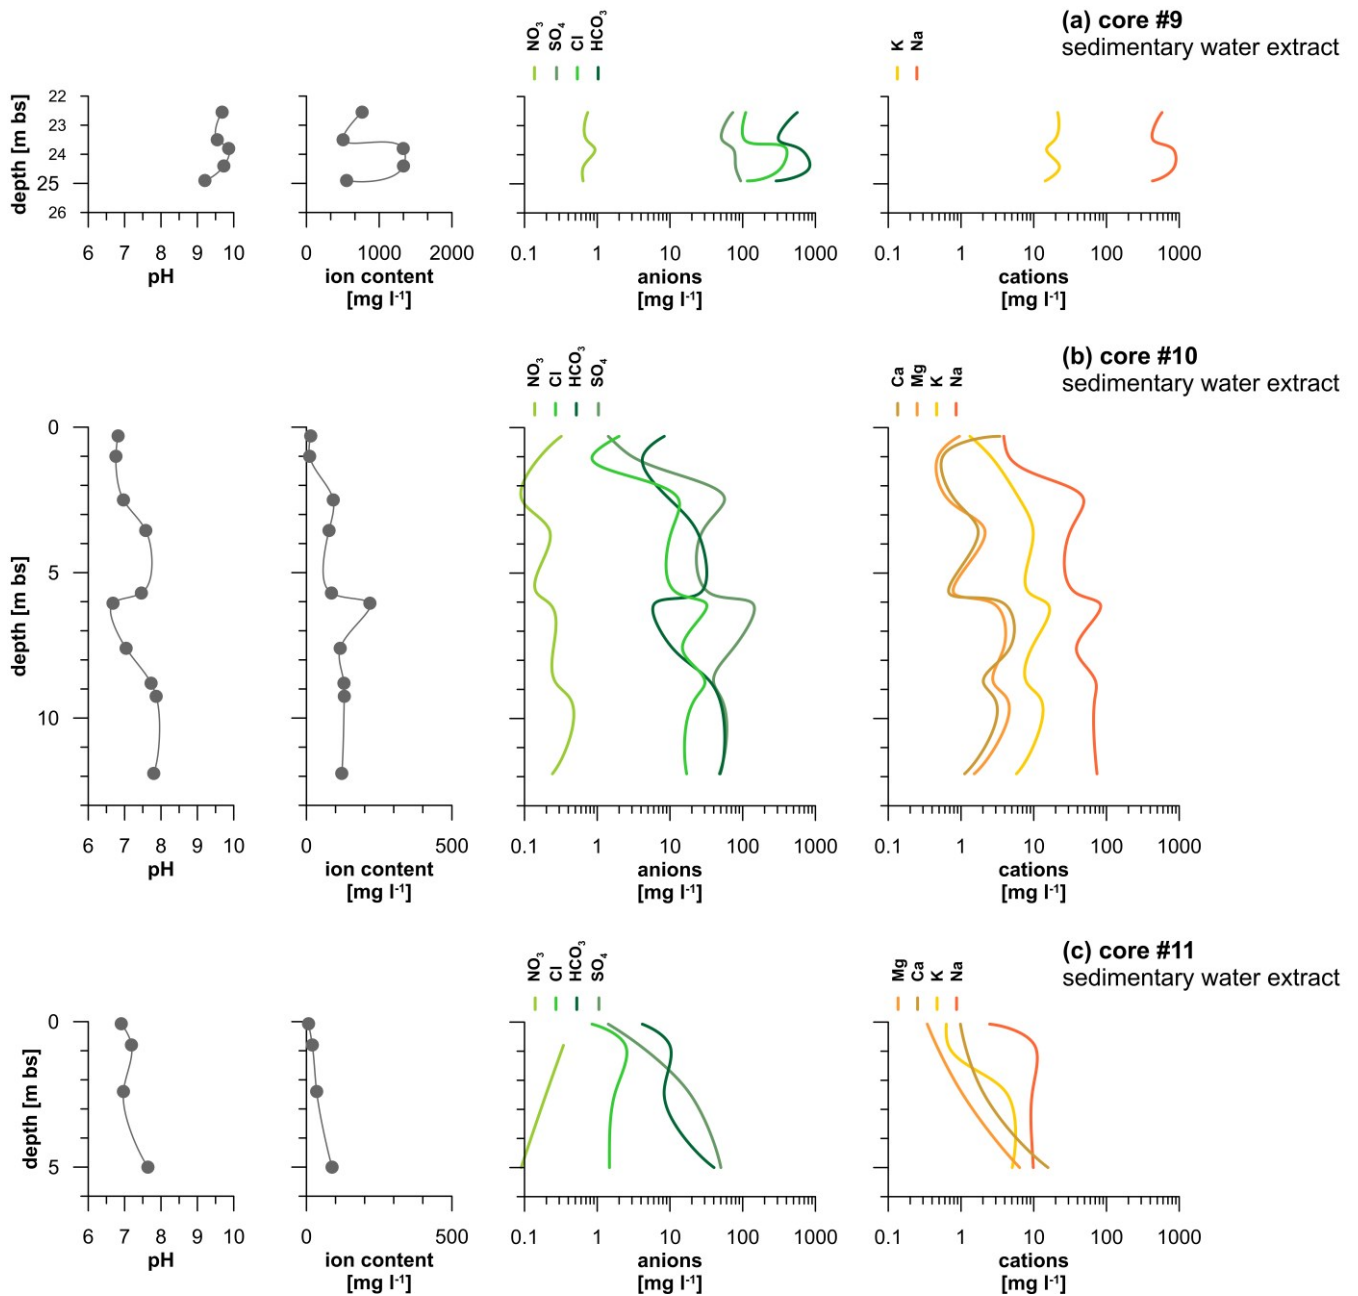 (a) core #9
sedimentary water extract
NO₃ SO₄ Cl HCO₃
K Na
depth [m bs]
22
23
24
25
26
6 7 8 9 10
pH
0 1000 2000
ion content
[mg l⁻¹]
0.1 1 10 100 1000
anions
[mg l⁻¹]
0.1 1 10 100 1000
cations
[mg l⁻¹]
(b) core #10
sedimentary water extract
NO₃ Cl HCO₃ SO₄
Ca Mg K Na
depth [m bs]
0
5
10
6 7 8 9 10
pH
0 500
ion content
[mg l⁻¹]
0.1 1 10 100 1000
anions
[mg l⁻¹]
0.1 1 10 100 1000
cations
[mg l⁻¹]
(c) core #11
sedimentary water extract
NO₃ Cl HCO₃ SO₄
Mg Ca K Na
depth [m bs]
0
5
6 7 8 9 10
pH
0 500
ion content
[mg l⁻¹]
0.1 1 10 100 1000
anions
[mg l⁻¹]
0.1 1 10 100 1000
cations
[mg l⁻¹]